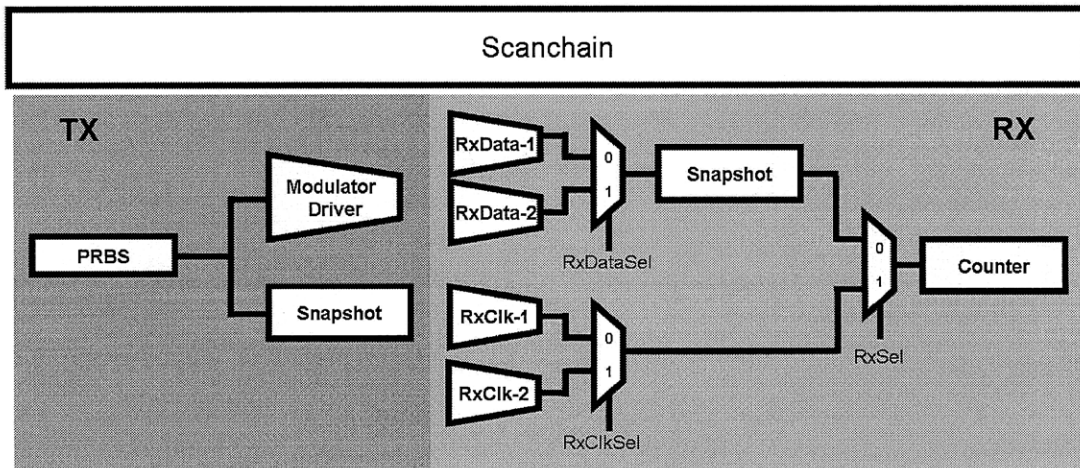 Scanchain
TX
RX
Modulator
Driver
PRBS
Snapshot
RxData-1
RxData-2
0
1
RxDataSel
Snapshot
RxClk-1
RxClk-2
0
1
RxClkSel
0
1
RxSel
Counter